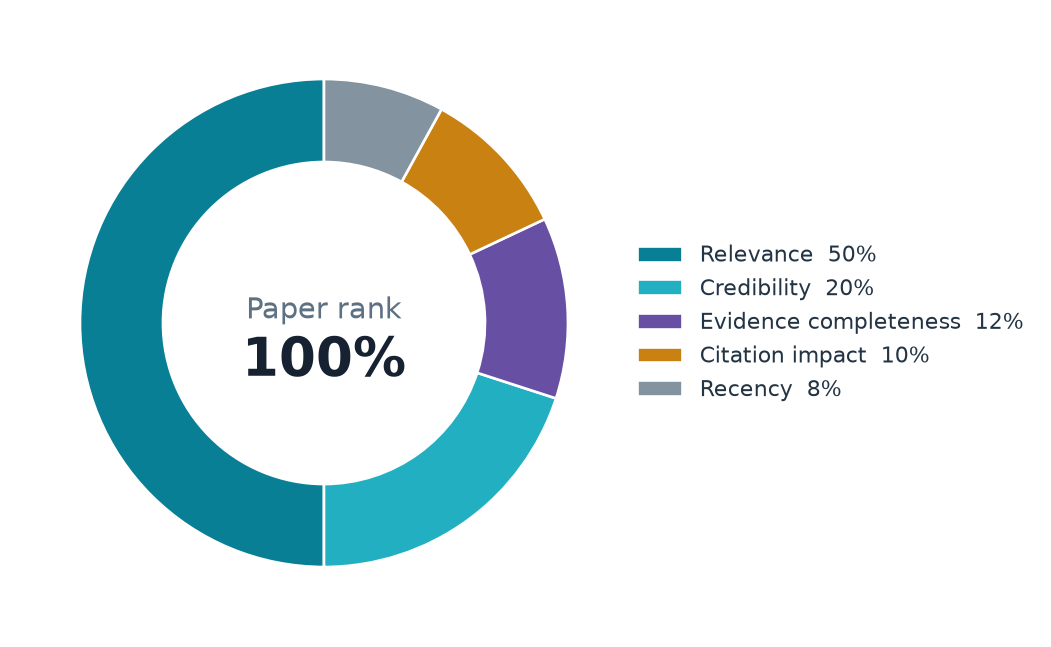 Paper rank
100%
Relevance  50%
Credibility  20%
Evidence completeness  12%
Citation impact  10%
Recency  8%